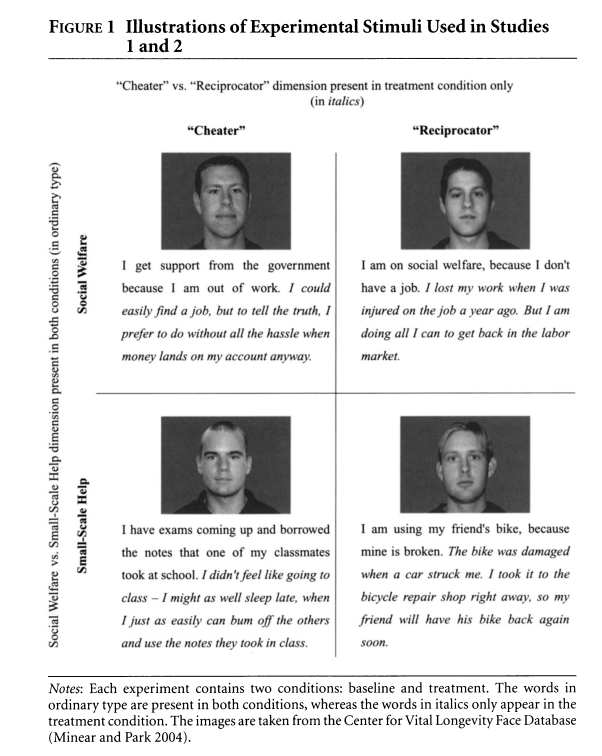 FIGURE 1 Illustrations of Experimental Stimuli Used in Studies
1 and 2
“Cheater” vs. “Reciprocator” dimension present in treatment condition only
(in italics)
“Cheater”
“Reciprocator”
Social Welfare vs. Small-Scale Help dimension present in both conditions (in ordinary type)
Social Welfare
I get support from the government
because I am out of work. I could
easily find a job, but to tell the truth, I
prefer to do without all the hassle when
money lands on my account anyway.
I am on social welfare, because I don't
have a job. I lost my work when I was
injured on the job a year ago. But I am
doing all I can to get back in the labor
market.
Small-Scale Help
I have exams coming up and borrowed
the notes that one of my classmates
took at school. I didn't feel like going to
class – I might as well sleep late, when
I just as easily can bum off the others
and use the notes they took in class.
I am using my friend's bike, because
mine is broken. The bike was damaged
when a car struck me. I took it to the
bicycle repair shop right away, so my
friend will have his bike back again
soon.
Notes: Each experiment contains two conditions: baseline and treatment. The words in
ordinary type are present in both conditions, whereas the words in italics only appear in the
treatment condition. The images are taken from the Center for Vital Longevity Face Database
(Minear and Park 2004).